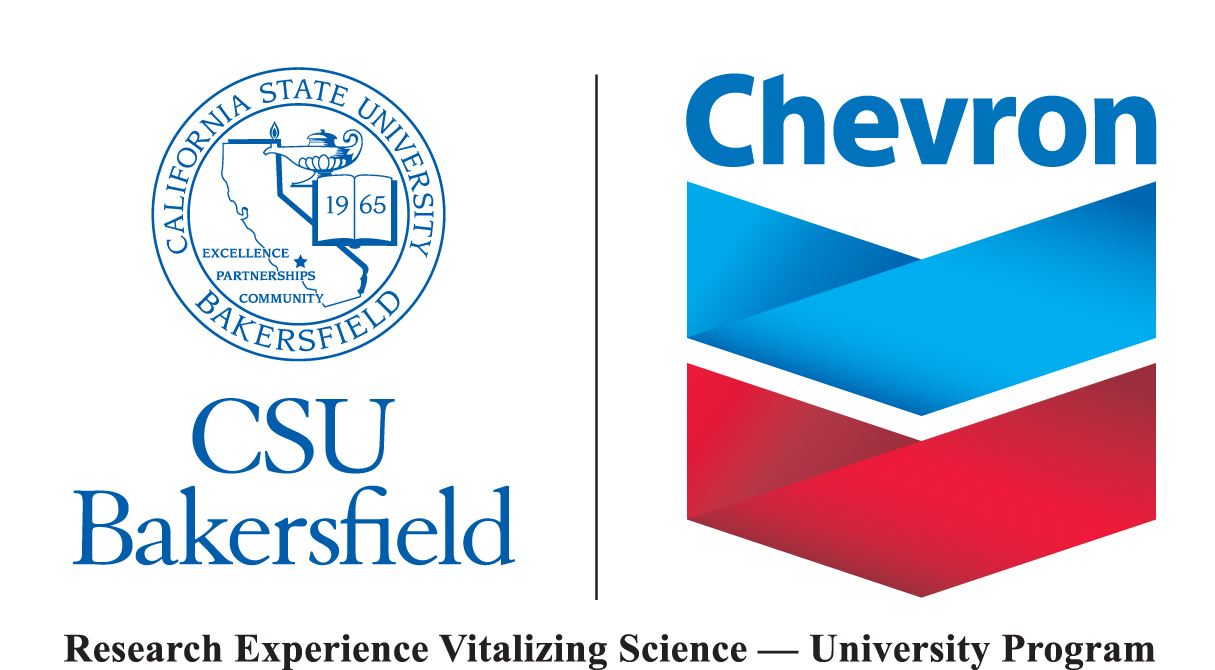 CALIFORNIA STATE UNIVERSITY
19 65
EXCELLENCE
PARTNERSHIPS
COMMUNITY
BAKERSFIELD
CSU
Bakersfield
Chevron
Research Experience Vitalizing Science — University Program